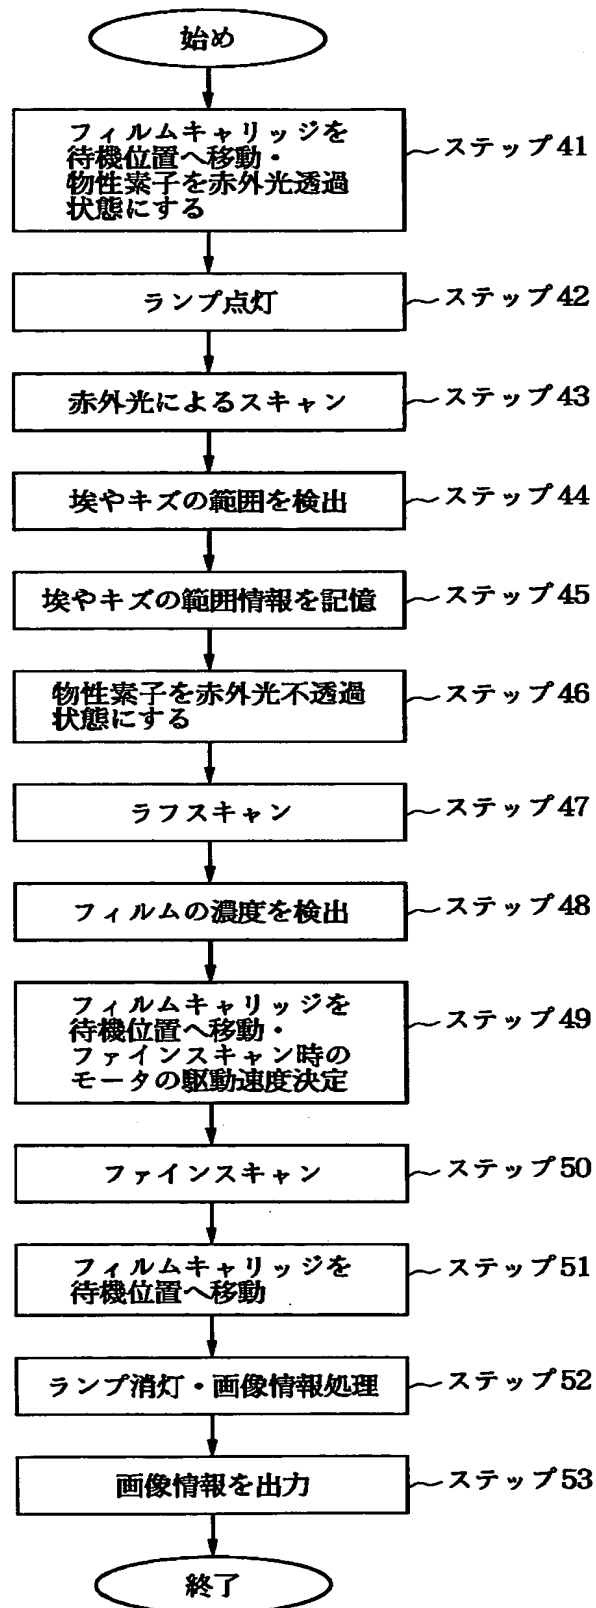 始め
フィルムキャリッジを
待機位置へ移動・
物性素子を赤外光透過
状態にする
ステップ41
ランプ点灯
ステップ42
赤外光によるスキャン
ステップ43
埃やキズの範囲を検出
ステップ44
埃やキズの範囲情報を記憶
ステップ45
物性素子を赤外光不透過
状態にする
ステップ46
ラフスキャン
ステップ47
フィルムの濃度を検出
ステップ48
フィルムキャリッジを
待機位置へ移動・
ファインスキャン時の
モータの駆動速度決定
ステップ49
ファインスキャン
ステップ50
フィルムキャリッジを
待機位置へ移動
ステップ51
ランプ消灯・画像情報処理
ステップ52
画像情報を出力
ステップ53
終了